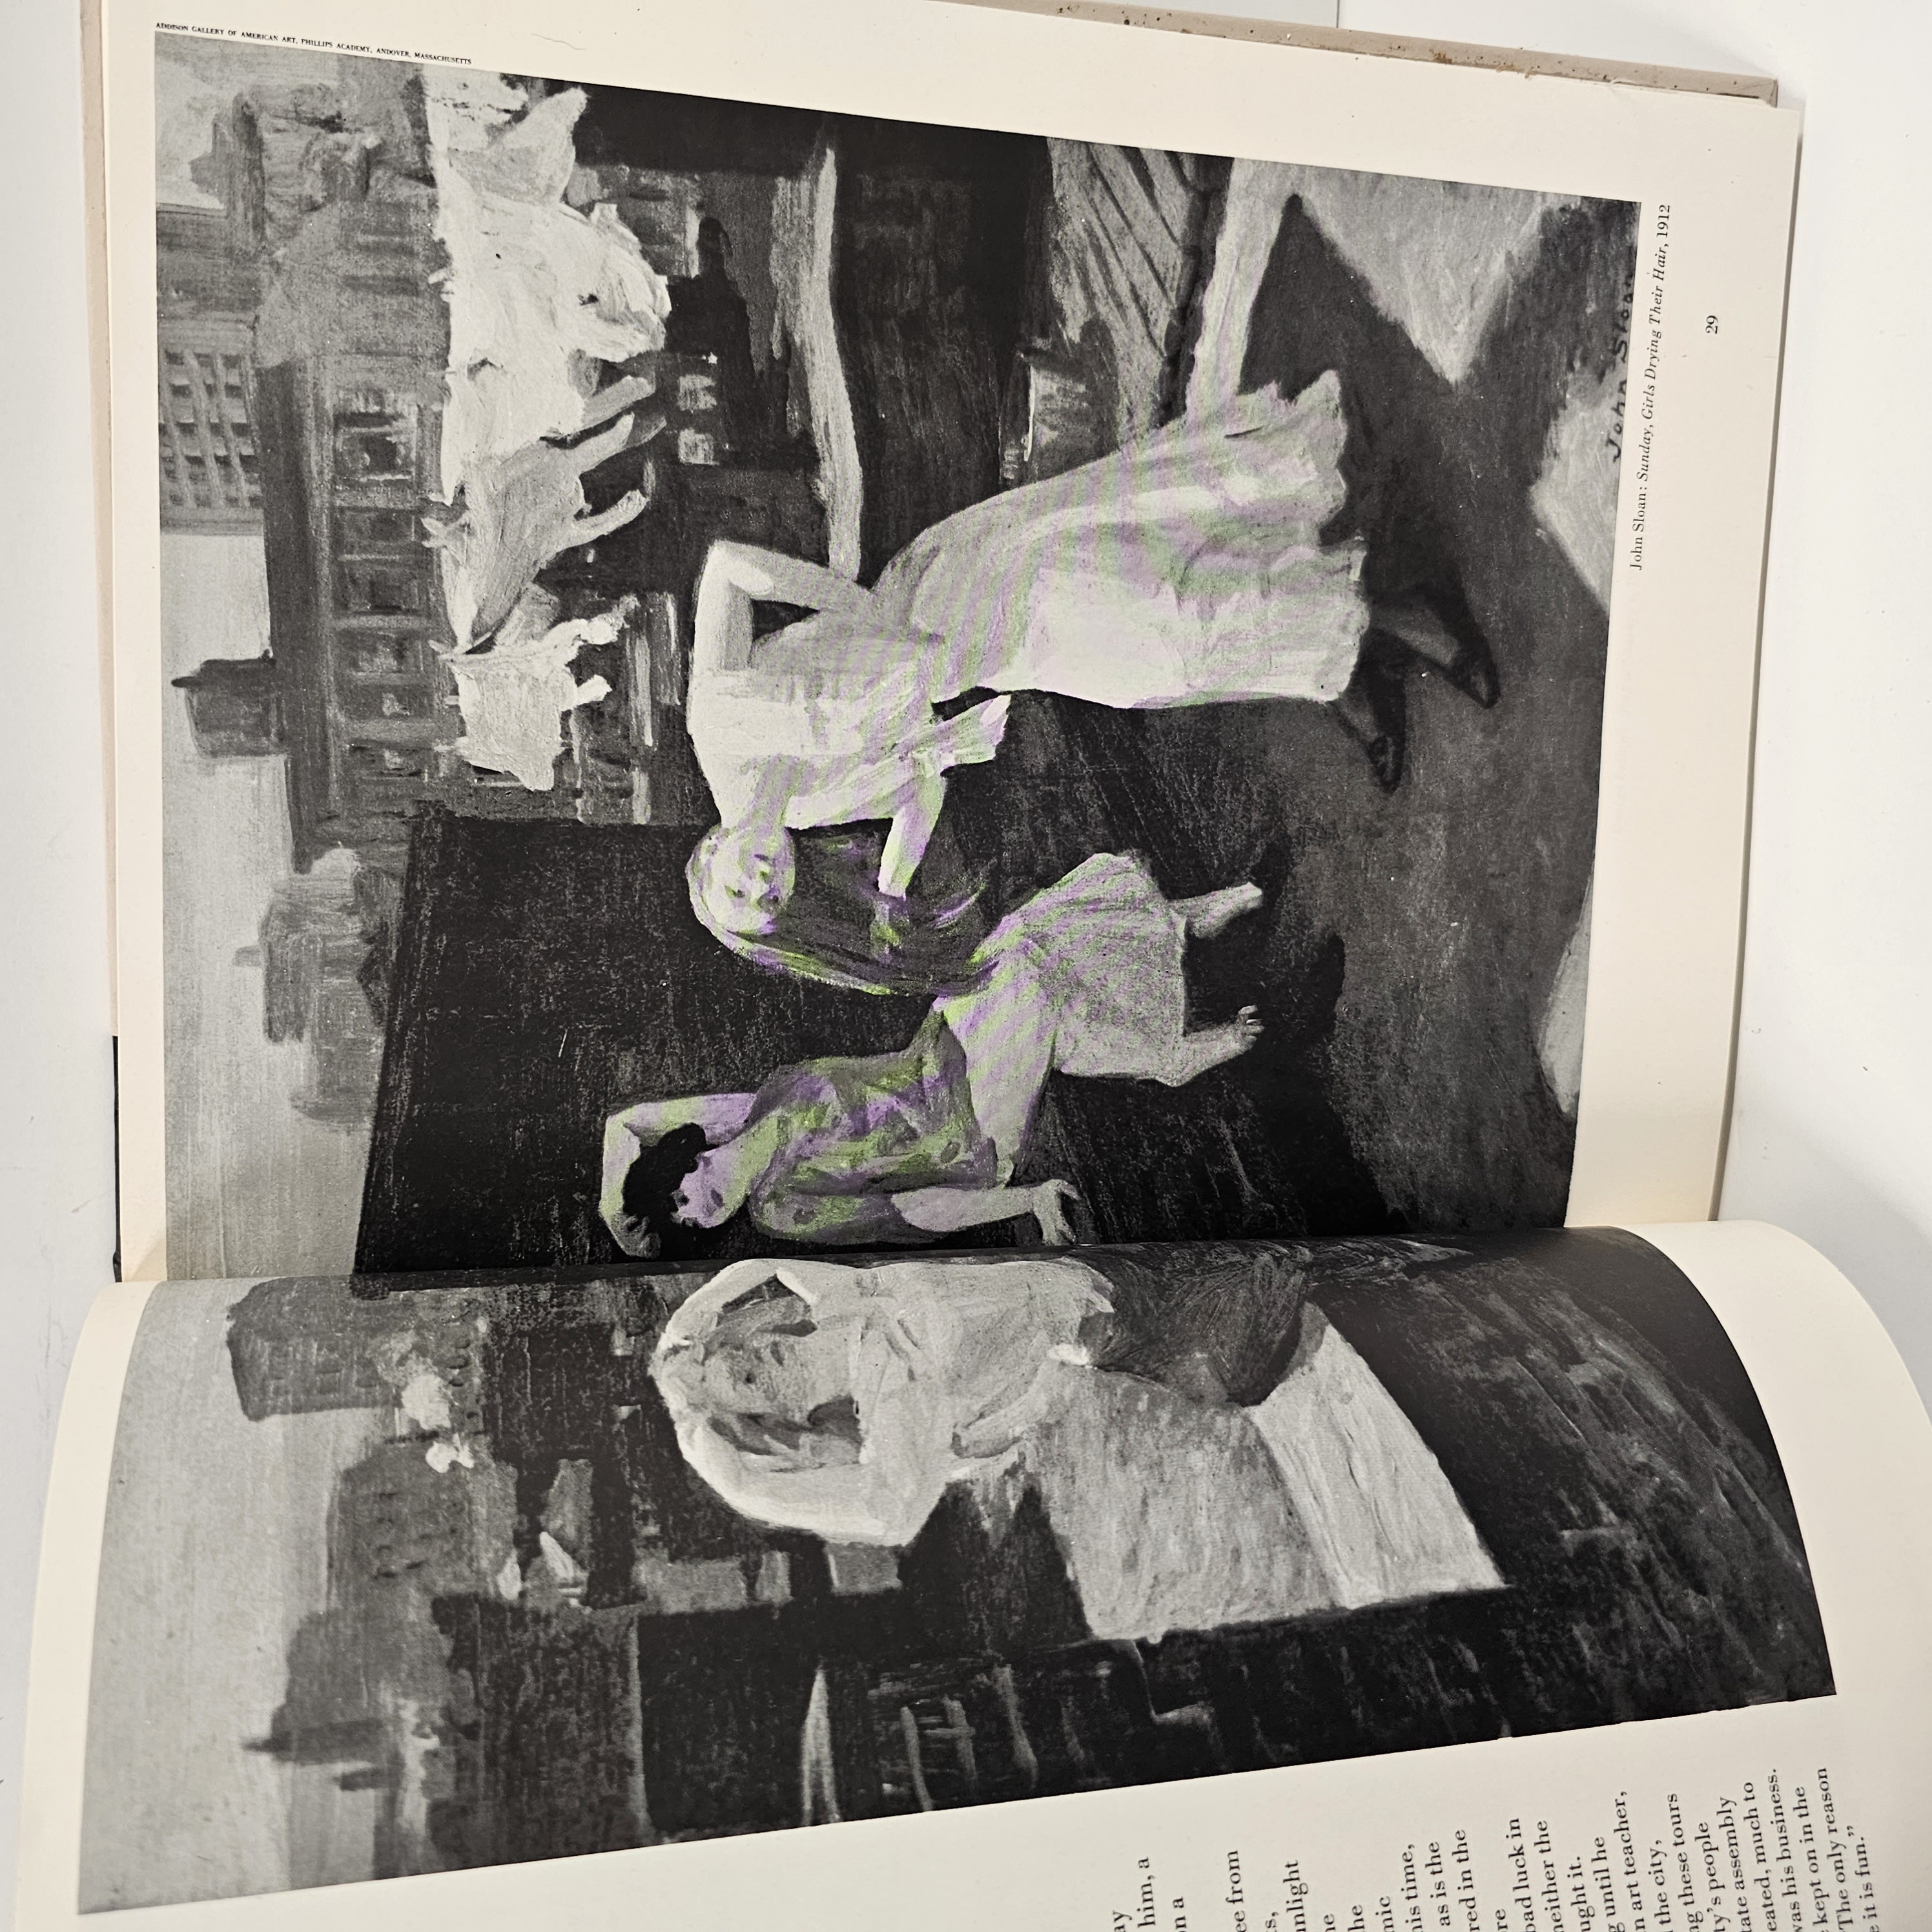 ay
him, a
n a
ee from
s,
nlight
he
he
mic
his time,
as is the
red in the
re
bad luck in
neither the
ught it.
g until he
n art teacher,
the city,
ng these tours
ty's people
tate assembly
eated, much to
was his business.
kept on in the
"The only reason
e it is fun."
ADDISON GALLERY OF AMERICAN ART, PHILLIPS ACADEMY, ANDOVER, MASSACHUSETTS
John Sloan
John Sloan: Sunday, Girls Drying Their Hair, 1912
29